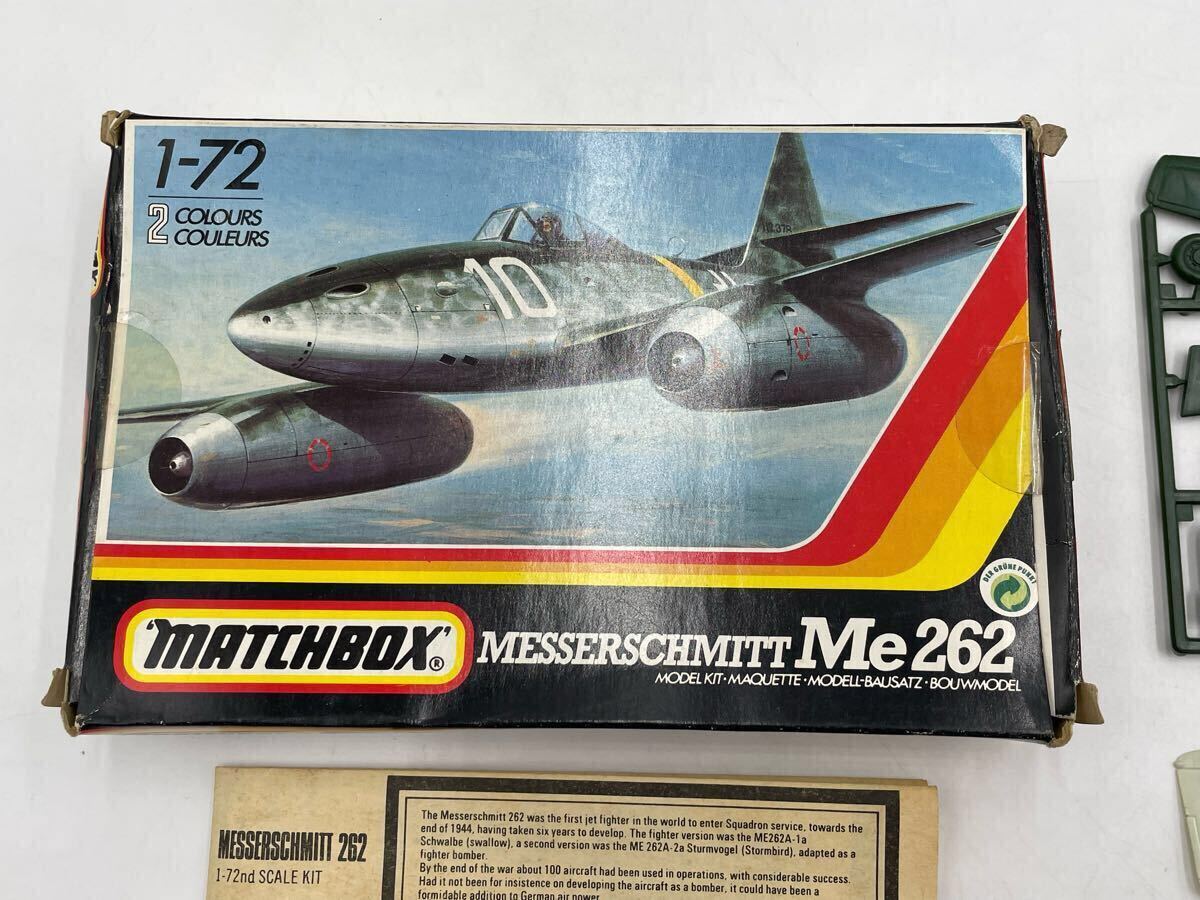 1-72
2 COLOURS
COULEURS
10
DER GRÜNE PUNKT
'MATCHBOX'®
MESSERSCHMITT Me 262
MODEL KIT · MAQUETTE · MODELL-BAUSATZ · BOUWMODEL
MESSERSCHMITT 262
1-72nd SCALE KIT
The Messerschmitt 262 was the first jet fighter in the world to enter Squadron service, towards the
end of 1944, having taken six years to develop. The fighter version was the ME262A-1a
Schwalbe (swallow), a second version was the ME 262A-2a Sturmvogel (Stormbird), adapted as a
fighter bomber.
By the end of the war about 100 aircraft had been used in operations, with considerable success.
Had it not been for insistence on developing the aircraft as a bomber, it could have been a
formidable addition to German air power.